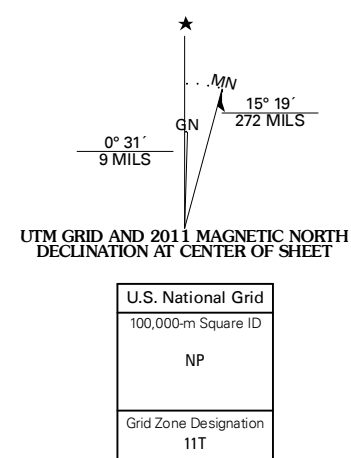 MN
GN
15° 19´
272 MILS
0° 31´
9 MILS
UTM GRID AND 2011 MAGNETIC NORTH
DECLINATION AT CENTER OF SHEET
U.S. National Grid
100,000-m Square ID
NP
Grid Zone Designation
11T